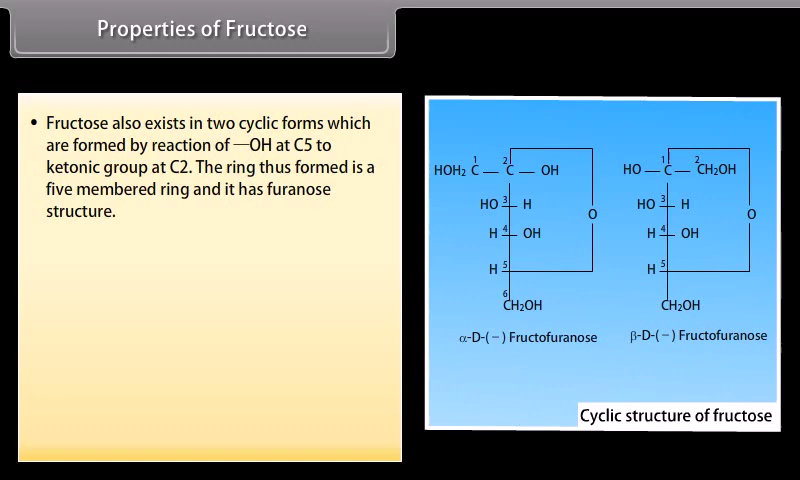 Properties of Fructose
• Fructose also exists in two cyclic forms which
are formed by reaction of —OH at C5 to
ketonic group at C2. The ring thus formed is a
five membered ring and it has furanose
structure.
1 2
HOH₂ C — C — OH
HO 3 H
O
H 4 OH
H 5
6
CH₂OH
α-D-(−) Fructofuranose
1 2
HO — C — CH₂OH
HO 3 H
O
H 4 OH
H 5
CH₂OH
β-D-(−) Fructofuranose
Cyclic structure of fructose